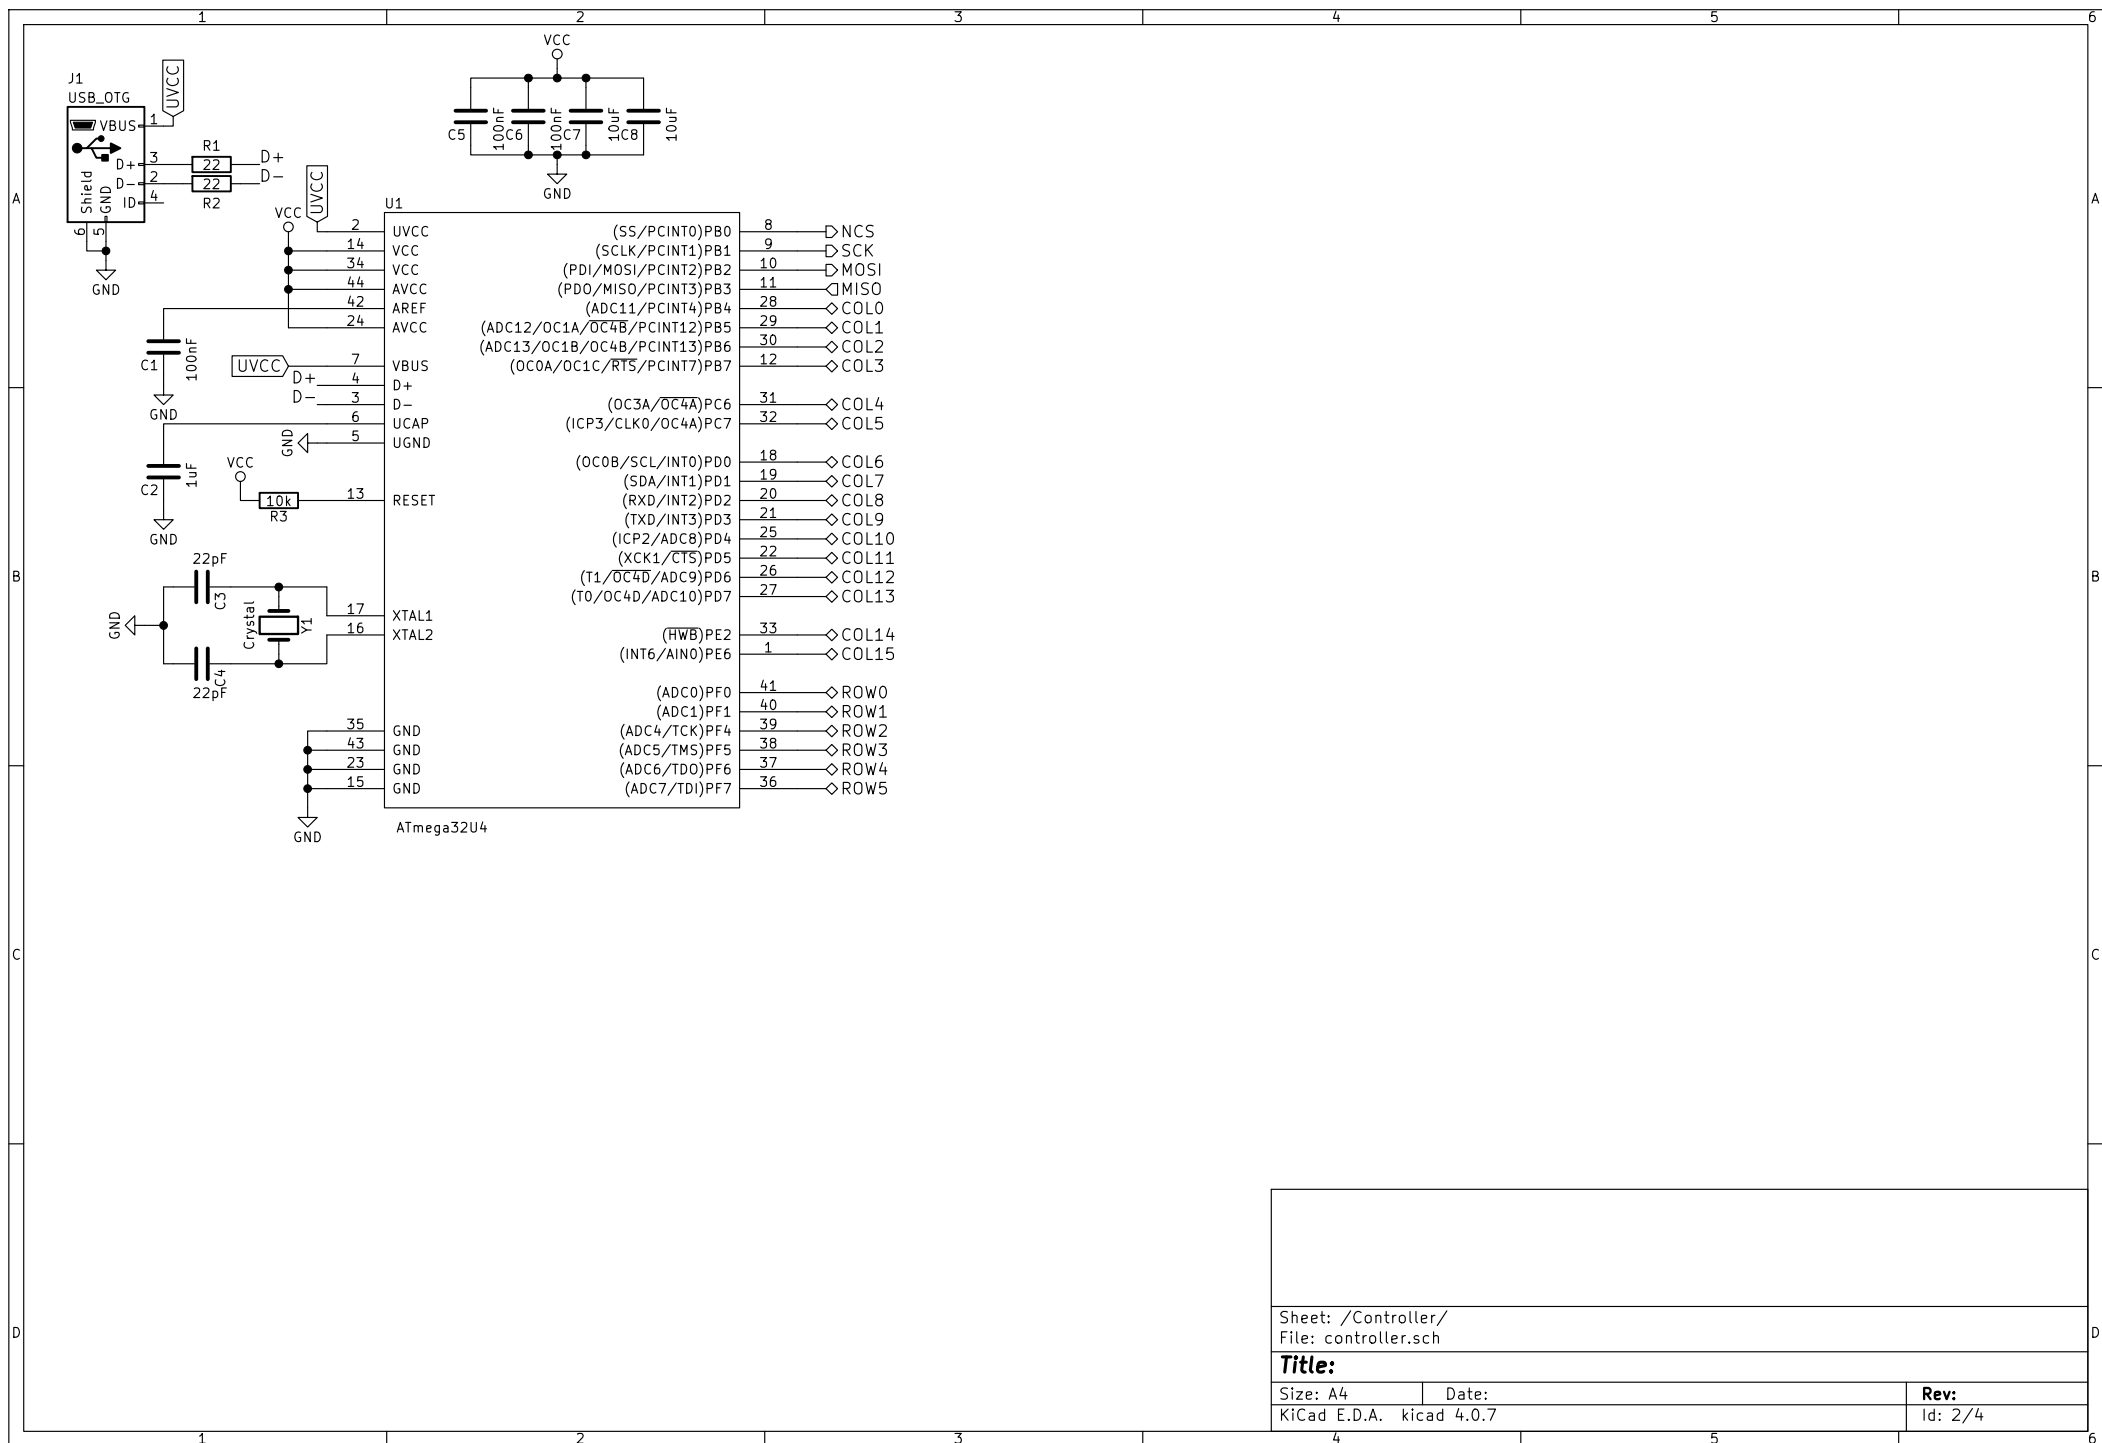 1 2 3 4 5 6
A
B
C
D
A
B
C
D
1 2 3 4 5 6
J1
USB_OTG
UVCC
VBUS 1
D+ 3
D- 2
ID 4
Shield
GND
6
5
GND
R1
22
D+
22
D-
R2
VCC
C5
100nF
C6
100nF
C7
10uF
C8
10uF
GND
UVCC
VCC
U1
2 UVCC
14 VCC
34 VCC
44 AVCC
42 AREF
24 AVCC
C1
100nF
GND
UVCC
7 VBUS
D+ 4 D+
D- 3 D-
6 UCAP
GND 5 UGND
C2
1uF
GND
VCC
10k
R3
13 RESET
22pF
C3
GND
Crystal
Y1
C4
22pF
17 XTAL1
16 XTAL2
35 GND
43 GND
23 GND
15 GND
GND
(SS/PCINT0)PB0 8 NCS
(SCLK/PCINT1)PB1 9 SCK
(PDI/MOSI/PCINT2)PB2 10 MOSI
(PDO/MISO/PCINT3)PB3 11 MISO
(ADC11/PCINT4)PB4 28 COL0
(ADC12/OC1A/OC4B/PCINT12)PB5 29 COL1
(ADC13/OC1B/OC4B/PCINT13)PB6 30 COL2
(OC0A/OC1C/RTS/PCINT7)PB7 12 COL3
(OC3A/OC4A)PC6 31 COL4
(ICP3/CLK0/OC4A)PC7 32 COL5
(OC0B/SCL/INT0)PD0 18 COL6
(SDA/INT1)PD1 19 COL7
(RXD/INT2)PD2 20 COL8
(TXD/INT3)PD3 21 COL9
(ICP2/ADC8)PD4 25 COL10
(XCK1/CTS)PD5 22 COL11
(T1/OC4D/ADC9)PD6 26 COL12
(T0/OC4D/ADC10)PD7 27 COL13
(HWB)PE2 33 COL14
(INT6/AIN0)PE6 1 COL15
(ADC0)PF0 41 ROW0
(ADC1)PF1 40 ROW1
(ADC4/TCK)PF4 39 ROW2
(ADC5/TMS)PF5 38 ROW3
(ADC6/TDO)PF6 37 ROW4
(ADC7/TDI)PF7 36 ROW5
ATmega32U4
Sheet: /Controller/
File: controller.sch
Title:
Size: A4 Date: Rev:
KiCad E.D.A. kicad 4.0.7 Id: 2/4